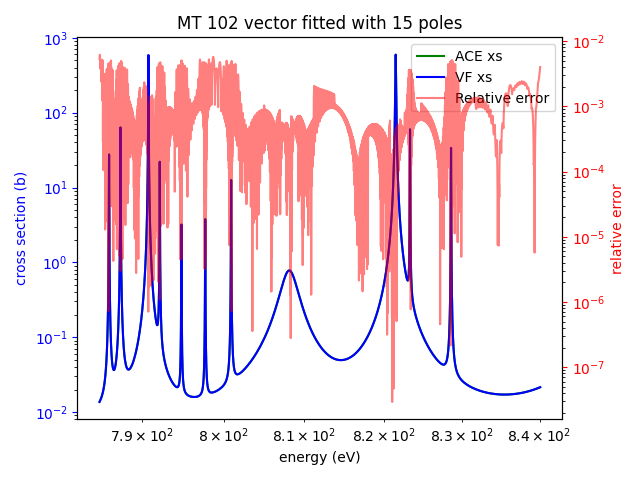 MT 102 vector fitted with 15 poles
ACE xs
VF xs
Relative error
cross section (b)
10³
10²
10¹
10⁰
10⁻¹
10⁻²
10⁻²
10⁻³
10⁻⁴
10⁻⁵
10⁻⁶
10⁻⁷
relative error
7.9 × 10² 8 × 10² 8.1 × 10² 8.2 × 10² 8.3 × 10² 8.4 × 10²
energy (eV)